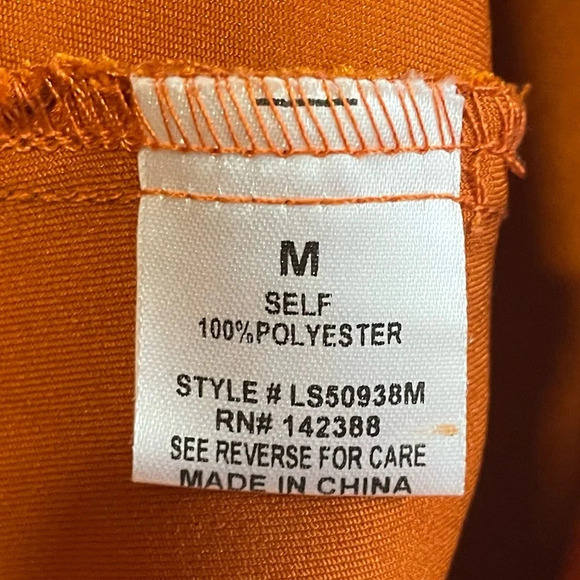 M
SELF
100%POLYESTER
STYLE # LS50938M
RN# 142388
SEE REVERSE FOR CARE
MADE IN CHINA